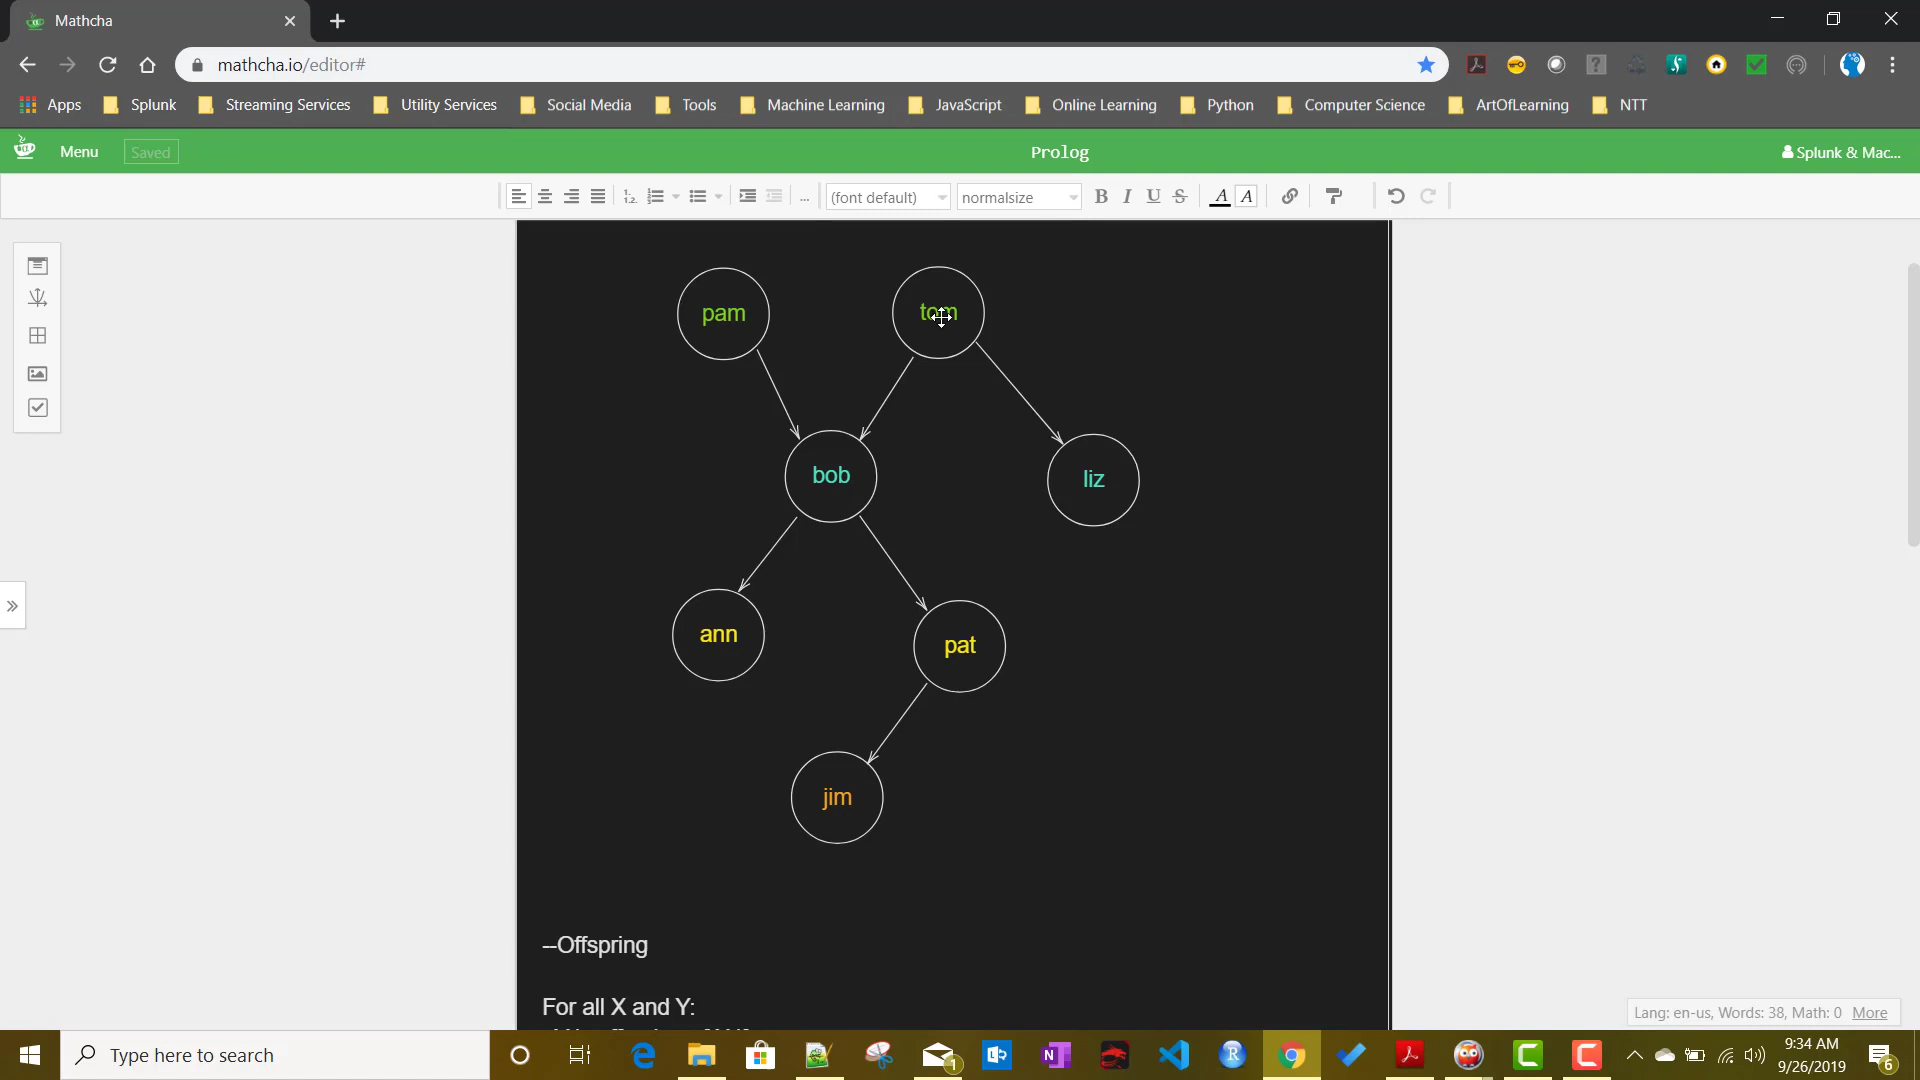 Mathcha
mathcha.io/editor#
Apps Splunk Streaming Services Utility Services Social Media Tools Machine Learning JavaScript Online Learning Python Computer Science ArtOfLearning NTT
Menu Saved Prolog Splunk & Mac...
(font default) normalsize B I U S A A
pam tom
bob liz
ann pat
jim
--Offspring
For all X and Y:
Lang: en-us, Words: 38, Math: 0 More
Type here to search
9:34 AM
9/26/2019